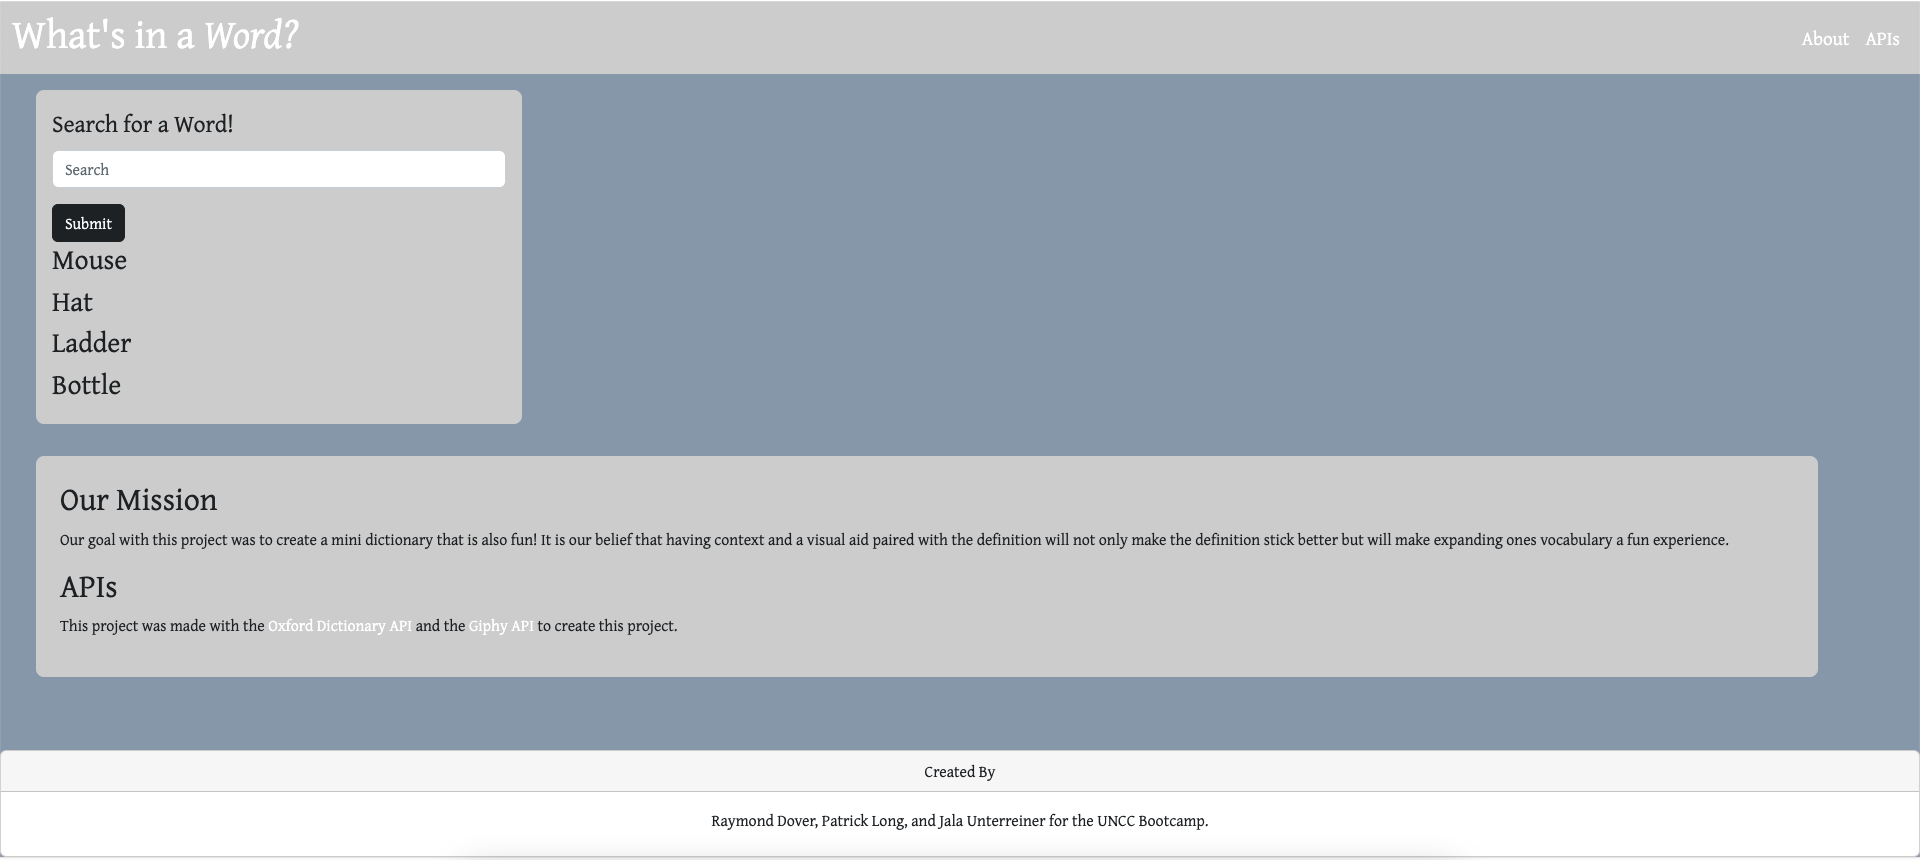 What's in a Word?
About APIs
Search for a Word!
Search
Submit
Mouse
Hat
Ladder
Bottle
Our Mission
Our goal with this project was to create a mini dictionary that is also fun! It is our belief that having context and a visual aid paired with the definition will not only make the definition stick better but will make expanding ones vocabulary a fun experience.
APIs
This project was made with the Oxford Dictionary API and the Giphy API to create this project.
Created By
Raymond Dover, Patrick Long, and Jala Unterreiner for the UNCC Bootcamp.